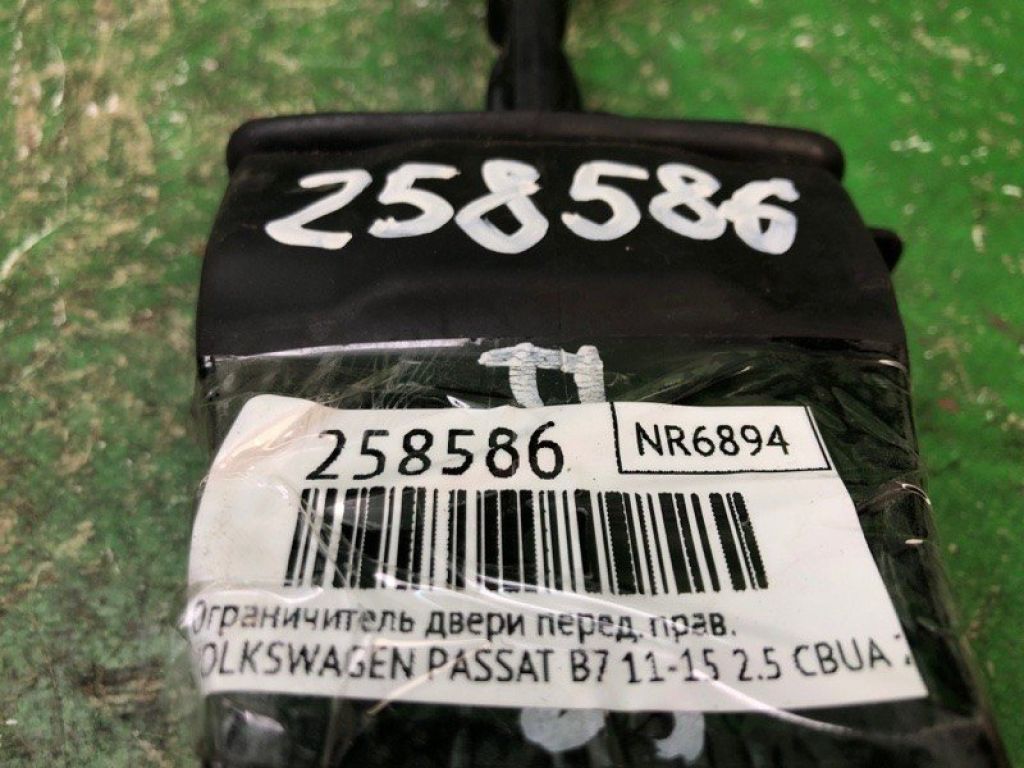 258586
258586
NR6894
Ограничитель двери перед. прав.
OLKSWAGEN PASSAT B7 11-15 2.5 CBUA